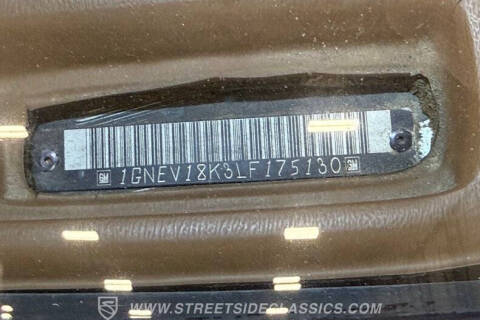 GM 1GNEV18K3LF175130 GM
WWW.STREETSIDECLASSICS.COM